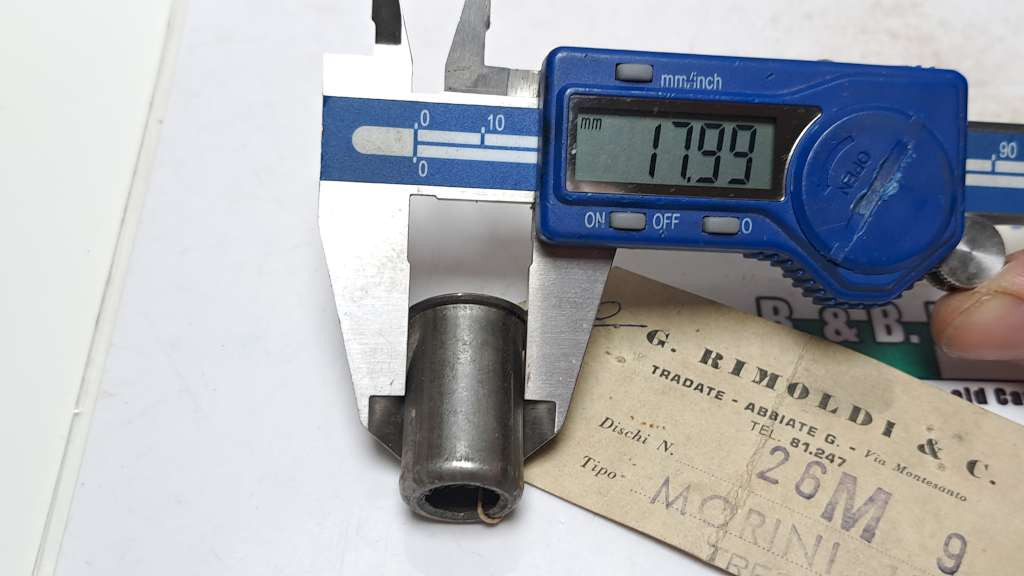 mm/inch
mm 17.99
0 10
0
90
ON OFF 0
OPEN
B. & B.
G. RIMOLDI & C.
TRADATE - ABBIATE G. - Via Montesanto
TEL. 81.247
Dischi N. 26M 9
Tipo MORINI